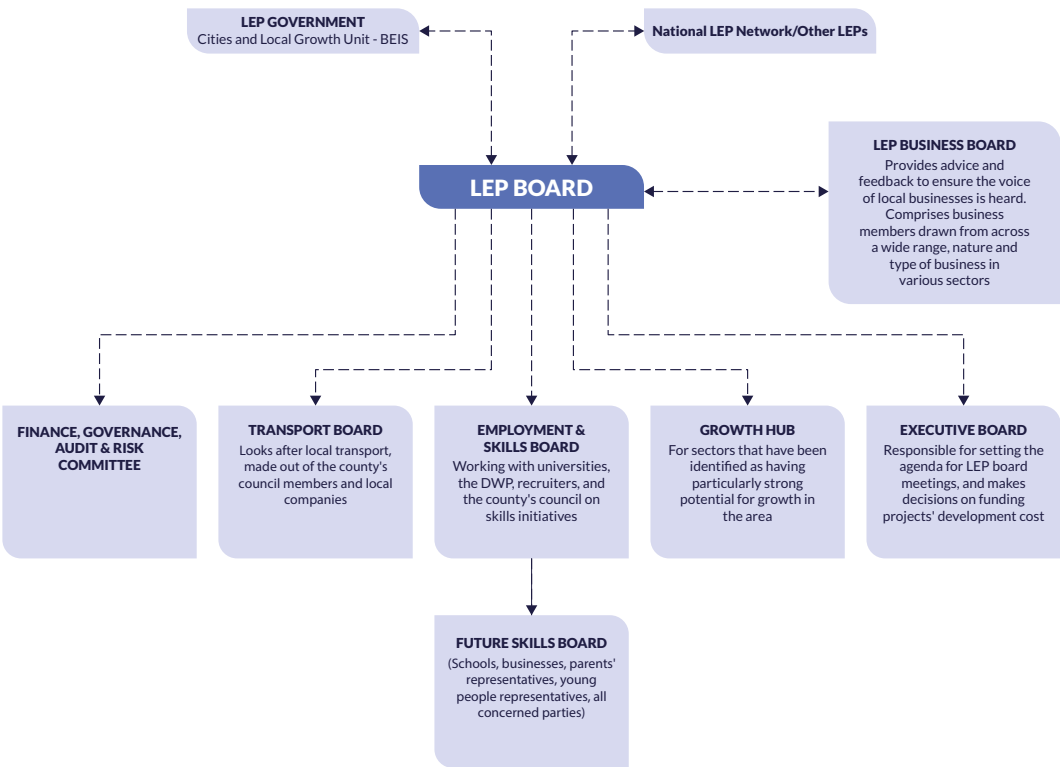 LEP GOVERNMENT
Cities and Local Growth Unit - BEIS
National LEP Network/Other LEPs
LEP BUSINESS BOARD
Provides advice and
feedback to ensure the voice
of local businesses is heard.
Comprises business
members drawn from across
a wide range, nature and
type of business in
various sectors
LEP BOARD
FINANCE, GOVERNANCE,
AUDIT & RISK
COMMITTEE
TRANSPORT BOARD
Looks after local transport,
made out of the county's
council members and local
companies
EMPLOYMENT &
SKILLS BOARD
Working with universities,
the DWP, recruiters, and
the county's council on
skills initiatives
GROWTH HUB
For sectors that have been
identified as having
particularly strong
potential for growth in
the area
EXECUTIVE BOARD
Responsible for setting the
agenda for LEP board
meetings, and makes
decisions on funding
projects' development cost
FUTURE SKILLS BOARD
(Schools, businesses, parents'
representatives, young
people representatives, all
concerned parties)